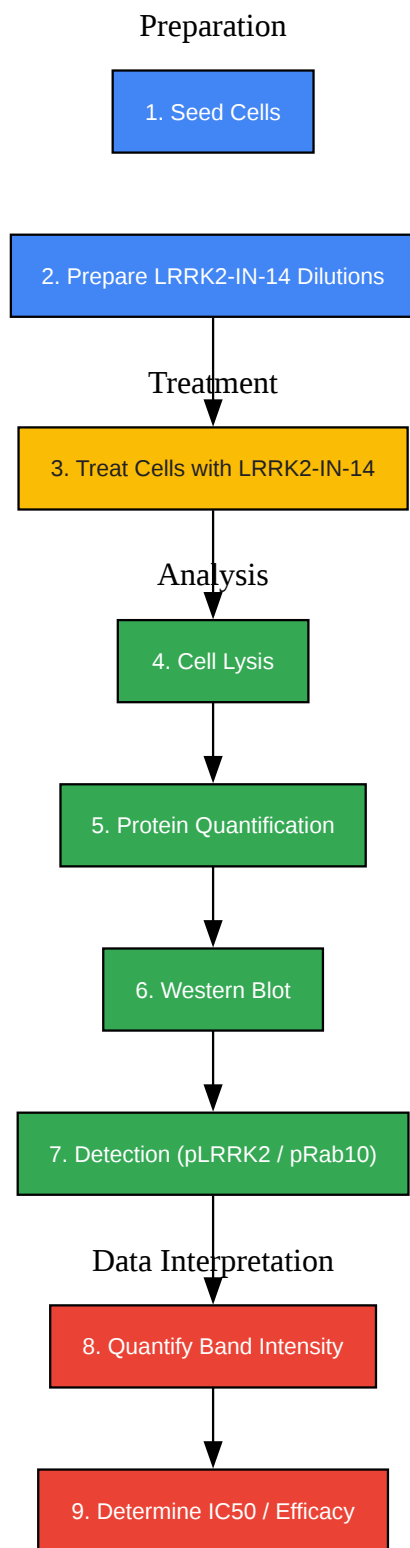 Preparation
1. Seed Cells
2. Prepare LRRK2-IN-14 Dilutions
Treatment
3. Treat Cells with LRRK2-IN-14
Analysis
4. Cell Lysis
5. Protein Quantification
6. Western Blot
7. Detection (pLRRK2 / pRab10)
Data Interpretation
8. Quantify Band Intensity
9. Determine IC50 / Efficacy